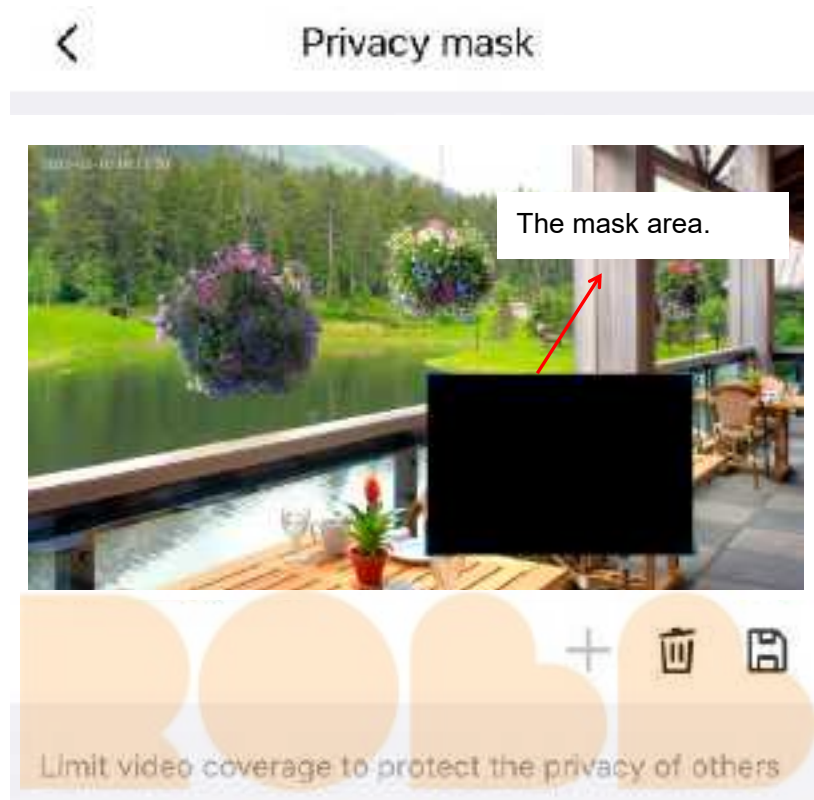 Privacy mask
The mask area.
Limit video coverage to protect the privacy of others